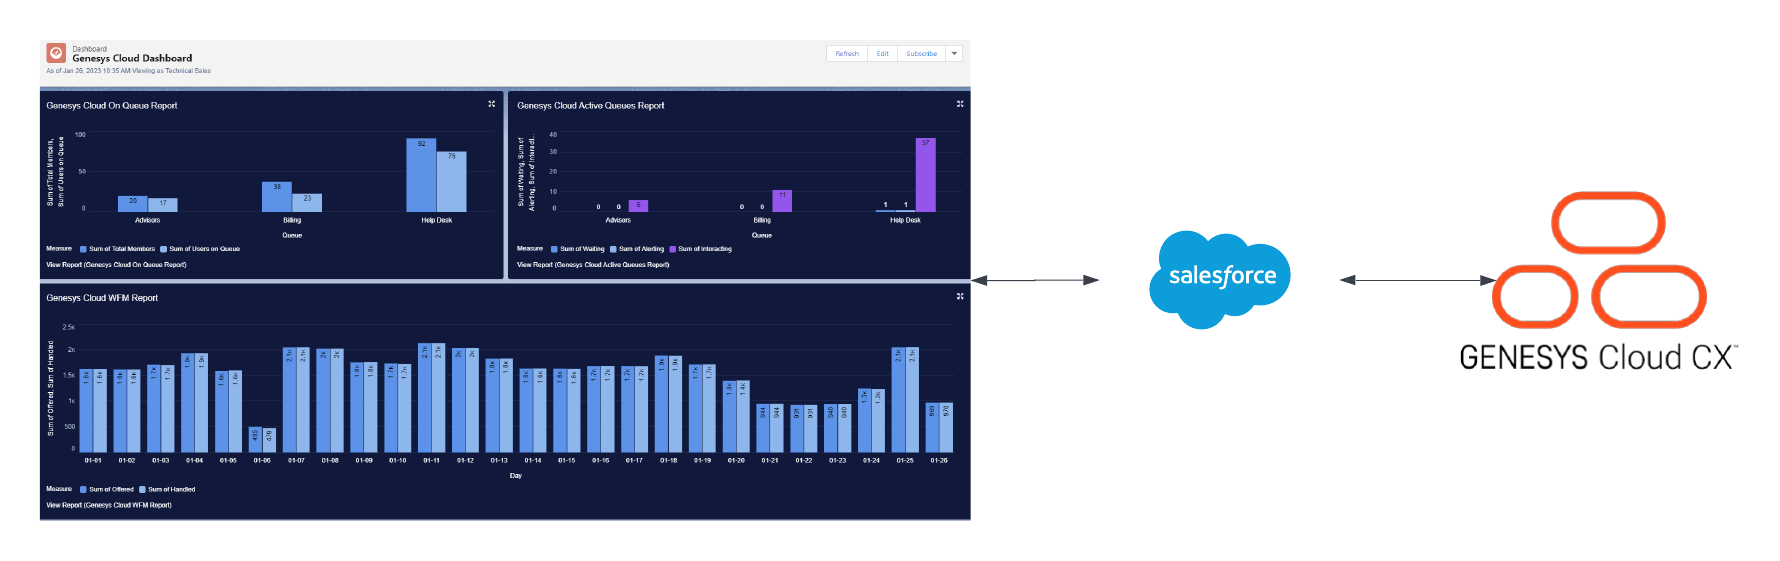 Dashboard
Genesys Cloud Dashboard
As of Jan 26, 2023 10:35 AM·Viewing as Technical Sales
Refresh Edit Subscribe
Genesys Cloud On Queue Report
Sum of Total Members,
Sum of Users on Queue
100
50
0
20 17
38 23
92 76
Advisors Billing Help Desk
Queue
Measure Sum of Total Members Sum of Users on Queue
View Report (Genesys Cloud On Queue Report)
Genesys Cloud Active Queues Report
Sum of Waiting, Sum of
Alerting, Sum of Interacti...
40
30
20
10
0
0 0 6
0 0 11
1 1 37
Advisors Billing Help Desk
Queue
Measure Sum of Waiting Sum of Alerting Sum of Interacting
View Report (Genesys Cloud Active Queues Report)
Genesys Cloud WFM Report
Sum of Offered, Sum of Handled
2.5K
2K
1.5K
1K
500
0
1.6K 1.6K 1.6K 1.6K 1.7K 1.7K 1.9K 1.9K 1.6K 1.6K 485 479 2.1K 2.1K 2K 2K 1.8K 1.8K 1.7K 1.7K 2.1K 2.1K 2K 2K 1.8K 1.8K 1.6K 1.6K 1.6K 1.6K 1.7K 1.7K 1.7K 1.7K 1.9K 1.9K 1.7K 1.7K 1.4K 1.4K 944 944 931 931 940 940 1.3K 1.2K 2.1K 2.1K 969 970
01-01 01-02 01-03 01-04 01-05 01-06 01-07 01-08 01-09 01-10 01-11 01-12 01-13 01-14 01-15 01-16 01-17 01-18 01-19 01-20 01-21 01-22 01-23 01-24 01-25 01-26
Day
Measure Sum of Offered Sum of Handled
View Report (Genesys Cloud WFM Report)
salesforce
GENESYS Cloud CX™